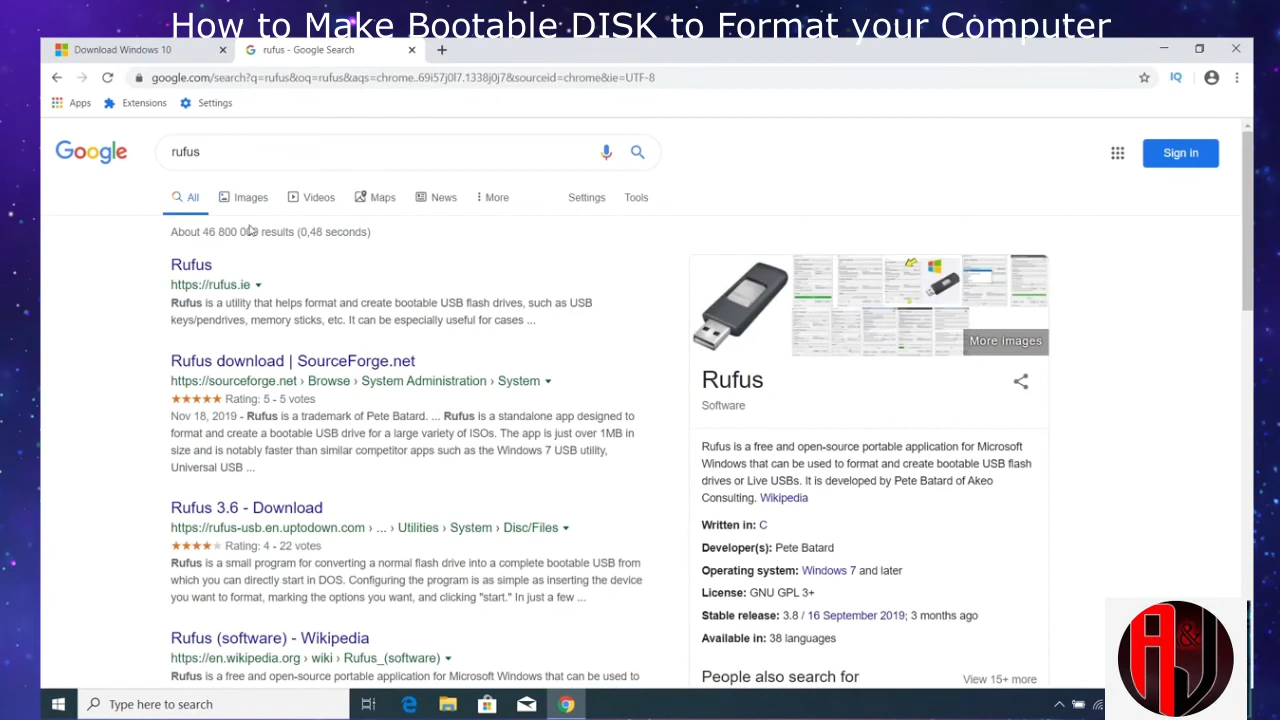 How to Make Bootable DISK to Format your Computer
Download Windows 10
rufus - Google Search
google.com/search?q=rufus&oq=rufus&aqs=chrome..69i57j0l7.1338j0j7&sourceid=chrome&ie=UTF-8
IQ
Apps Extensions Settings
Google
rufus
Sign in
All Images Videos Maps News More Settings Tools
results (0,48 seconds)
Rufus
https://rufus.ie
Rufus is a utility that helps format and create bootable USB flash drives, such as USB
keys/pendrives, memory sticks, etc. It can be especially useful for cases ...
Rufus download | SourceForge.net
https://sourceforge.net › Browse › System Administration › System
Rating: 5 - 5 votes
Nov 18, 2019 - Rufus is a trademark of Pete Batard. ... Rufus is a standalone app designed to
format and create a bootable USB drive for a large variety of ISOs. The app is just over 1MB in
size and is notably faster than similar competitor apps such as the Windows 7 USB utility,
Universal USB ...
Rufus 3.6 - Download
https://rufus-usb.en.uptodown.com › ... › Utilities › System › Disc/Files
Rating: 4 - 22 votes
Rufus is a small program for converting a normal flash drive into a complete bootable USB from
which you can directly start in DOS. Configuring the program is as simple as inserting the device
you want to format, marking the options you want, and clicking "start." In just a few ...
Rufus (software) - Wikipedia
https://en.wikipedia.org › wiki › Rufus_(software)
Rufus is a free and open-source portable application for Microsoft Windows that can be used to
More images
Rufus
Software
Rufus is a free and open-source portable application for Microsoft
Windows that can be used to format and create bootable USB flash
drives or Live USBs. It is developed by Pete Batard of Akeo
Consulting. Wikipedia
Written in: C
Developer(s): Pete Batard
Operating system: Windows 7 and later
License: GNU GPL 3+
Stable release: 3.8 / 16 September 2019; 3 months ago
Available in: 38 languages
People also search for
View 15+ more
Type here to search
A&J